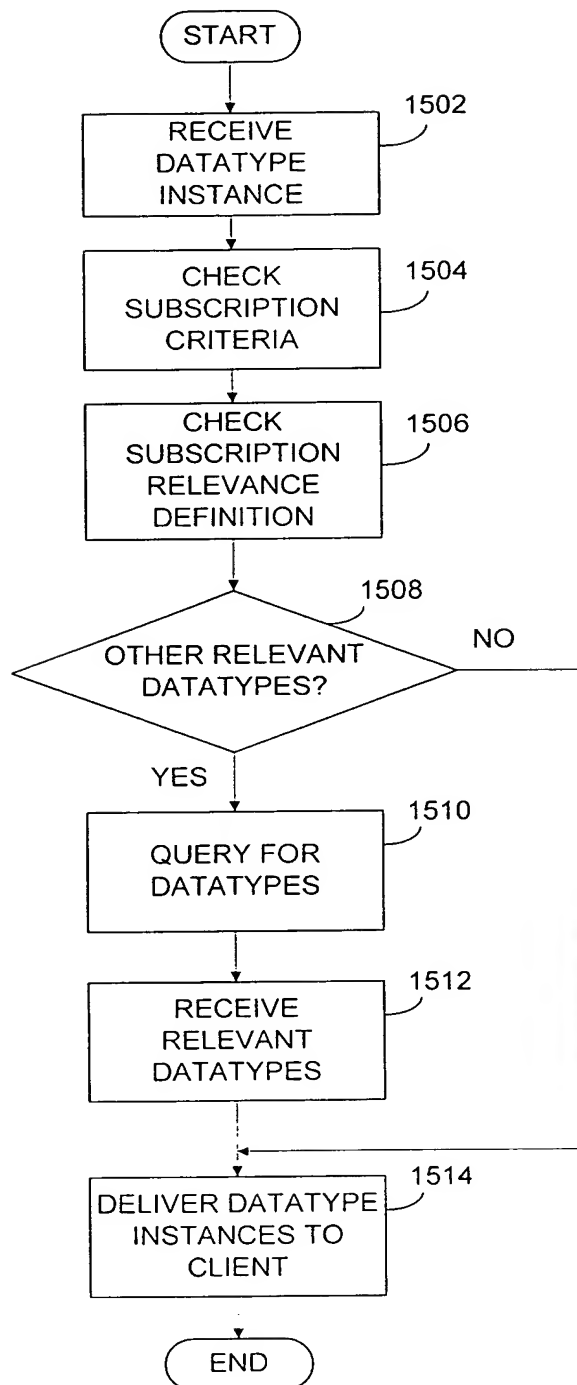 START
1502
RECEIVE
DATATYPE
INSTANCE
1504
CHECK
SUBSCRIPTION
CRITERIA
1506
CHECK
SUBSCRIPTION
RELEVANCE
DEFINITION
1508
OTHER RELEVANT
DATATYPES?
NO
YES
1510
QUERY FOR
DATATYPES
1512
RECEIVE
RELEVANT
DATATYPES
1514
DELIVER DATATYPE
INSTANCES TO
CLIENT
END